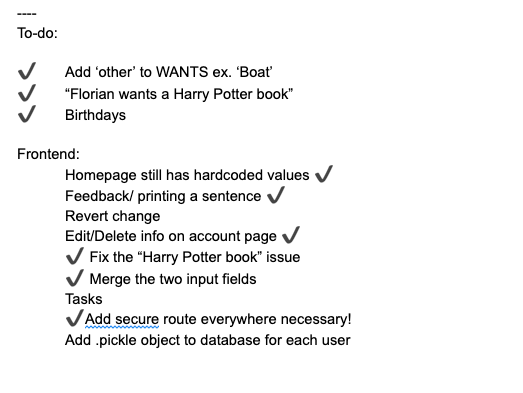 ----
To-do:
✔ Add ‘other’ to WANTS ex. ‘Boat’
✔ “Florian wants a Harry Potter book”
✔ Birthdays
Frontend:
Homepage still has hardcoded values ✔
Feedback/ printing a sentence ✔
Revert change
Edit/Delete info on account page ✔
✔ Fix the “Harry Potter book” issue
✔ Merge the two input fields
Tasks
✔Add secure route everywhere necessary!
Add .pickle object to database for each user